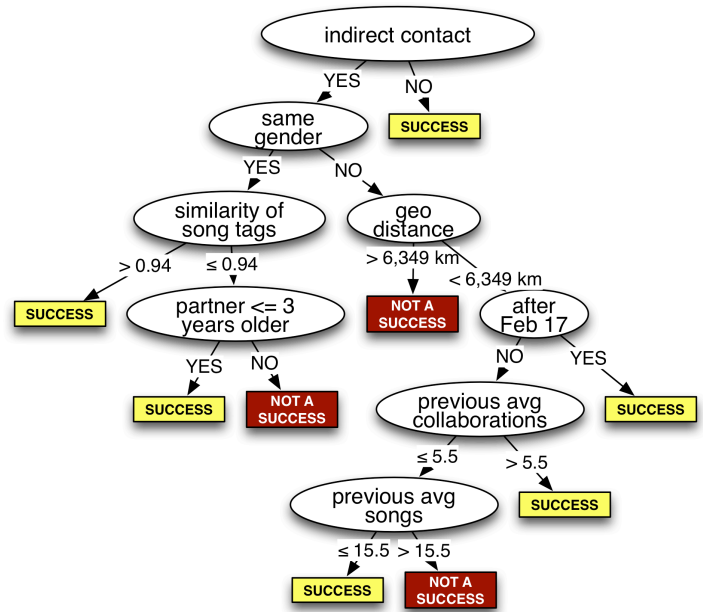 indirect contact
YES
NO
same
gender
SUCCESS
YES
NO
similarity of
song tags
geo
distance
> 0.94
≤ 0.94
> 6,349 km
< 6,349 km
SUCCESS
partner <= 3
years older
NOT A
SUCCESS
after
Feb 17
YES
NO
NO
YES
SUCCESS
NOT A
SUCCESS
previous avg
collaborations
SUCCESS
≤ 5.5
> 5.5
previous avg
songs
SUCCESS
≤ 15.5
> 15.5
SUCCESS
NOT A
SUCCESS